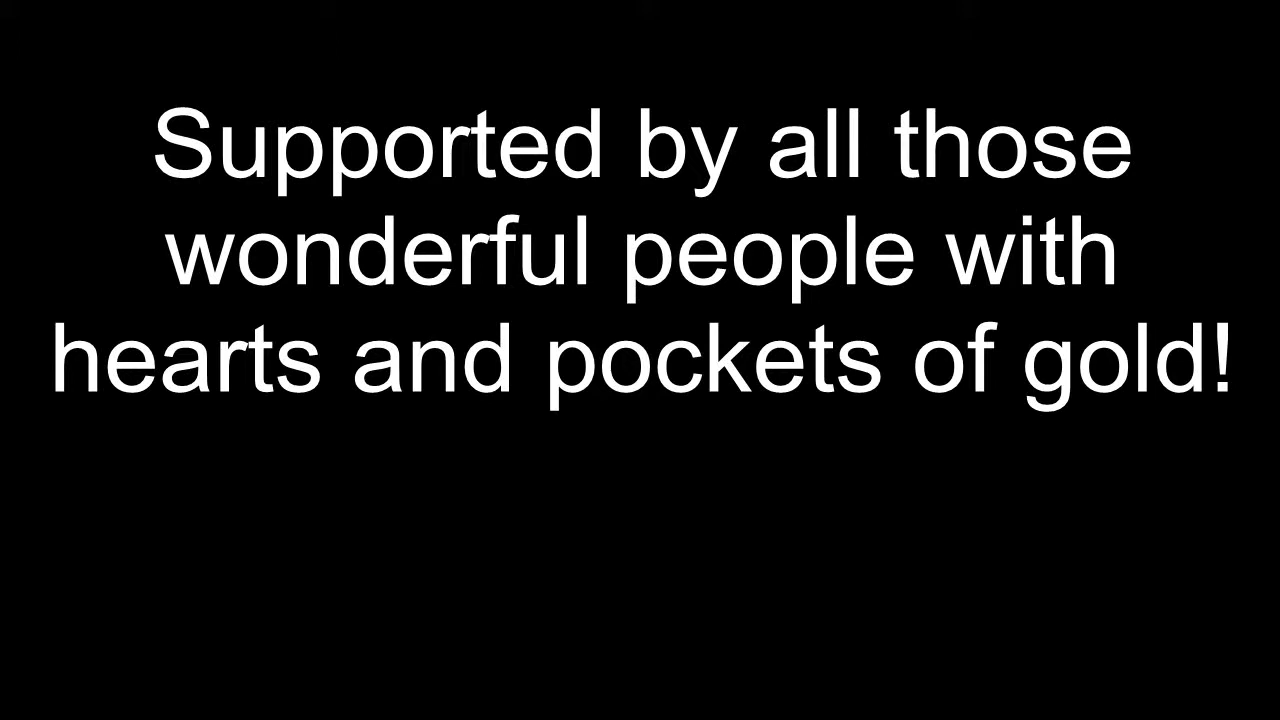 Supported by all those
wonderful people with
hearts and pockets of gold!